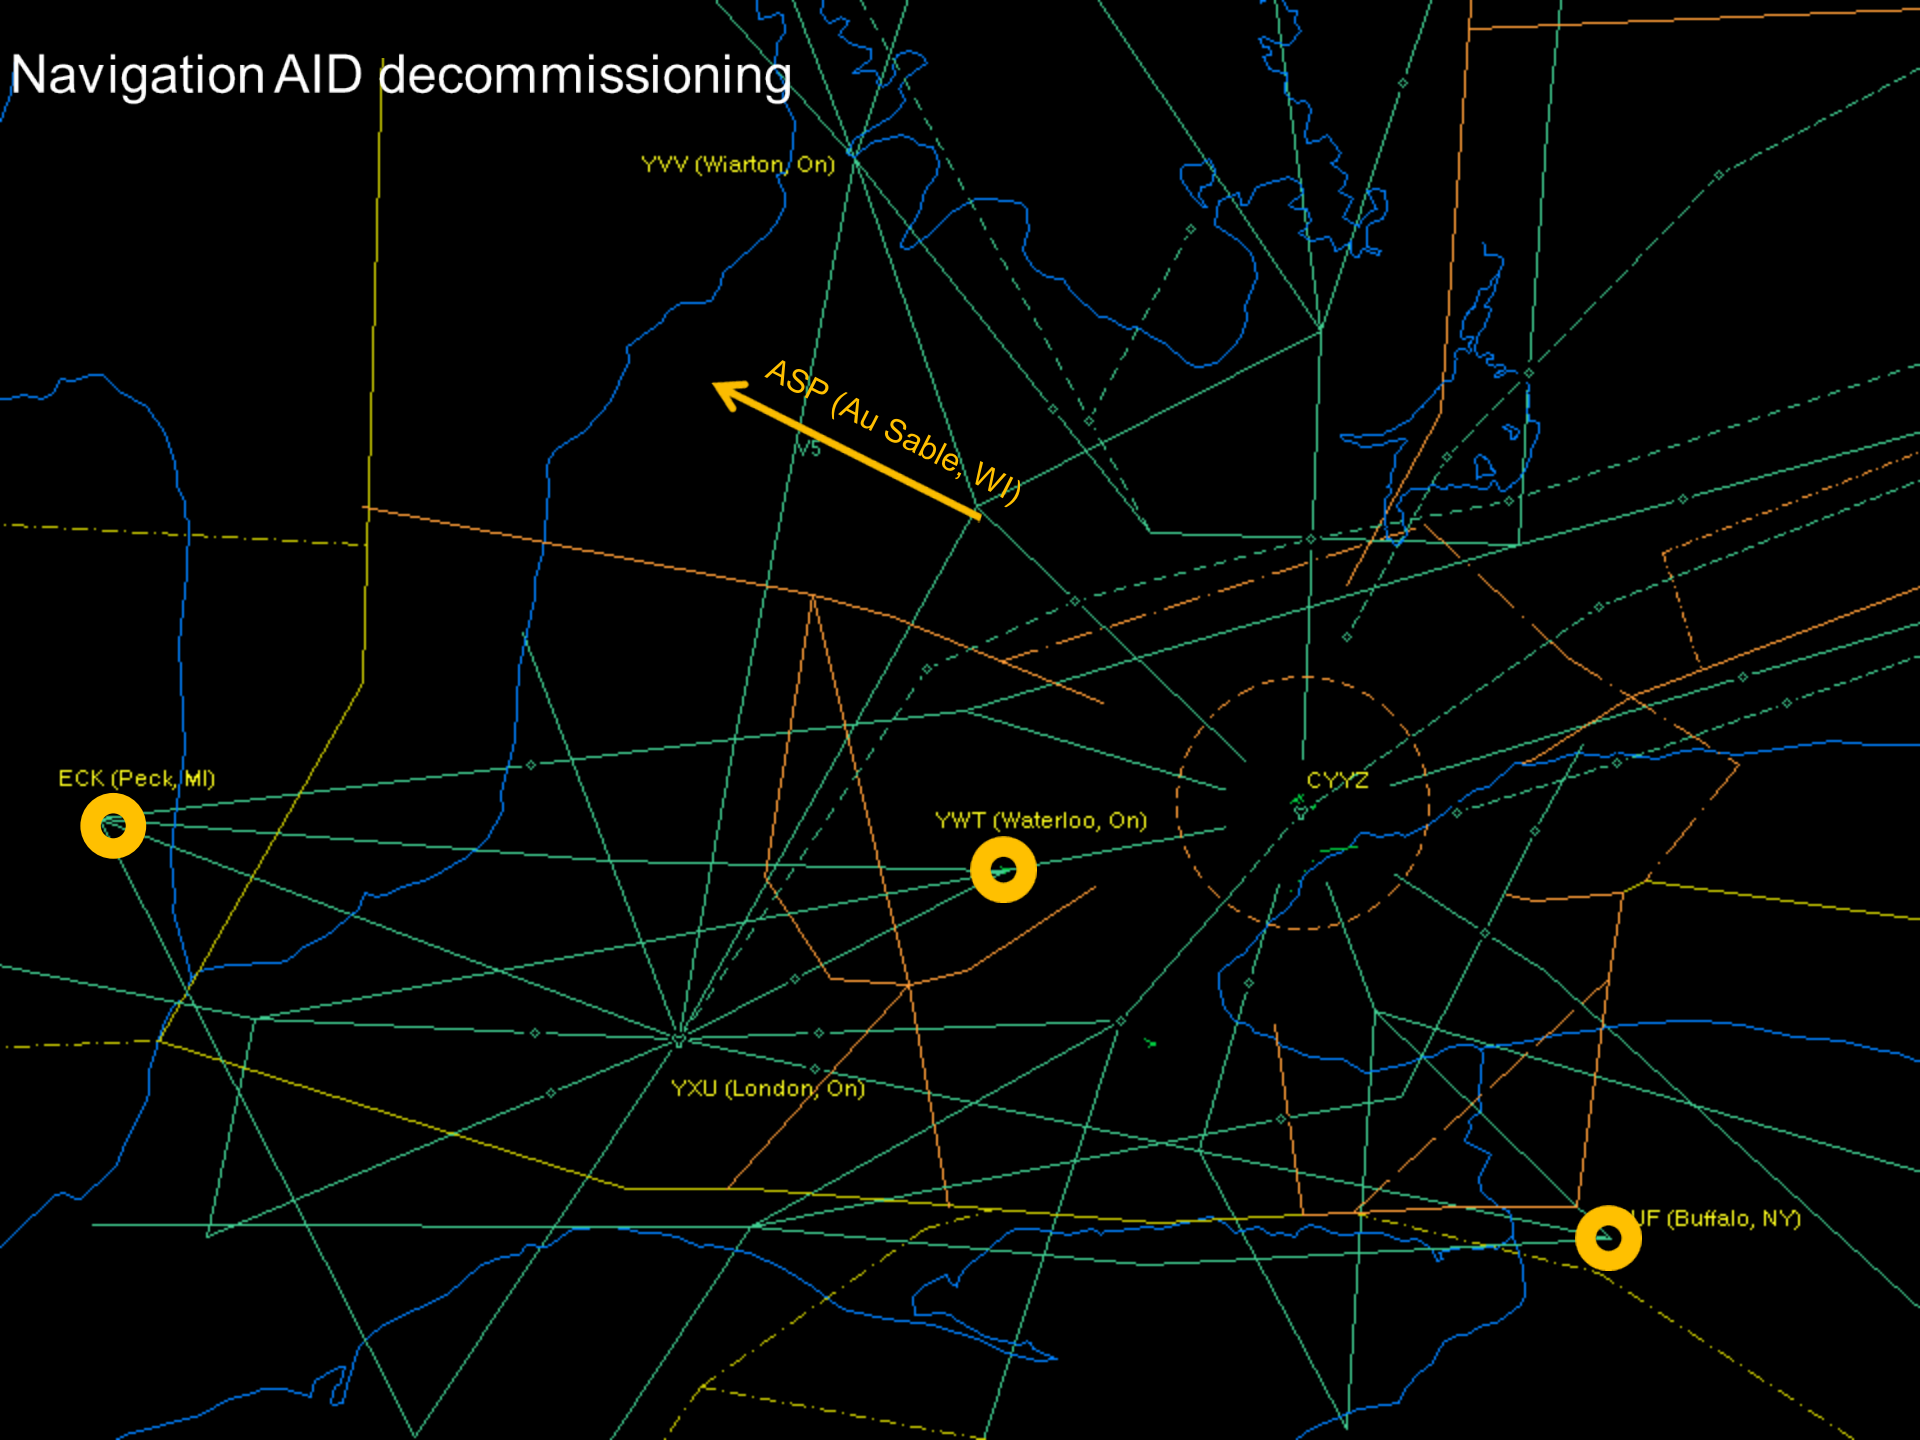 Navigation AID decommissioning
YVV (Wiarton, On)
ASP (Au Sable, WI)
V5
ECK (Peck, MI)
CYYZ
YWT (Waterloo, On)
YXU (London, On)
UF (Buffalo, NY)